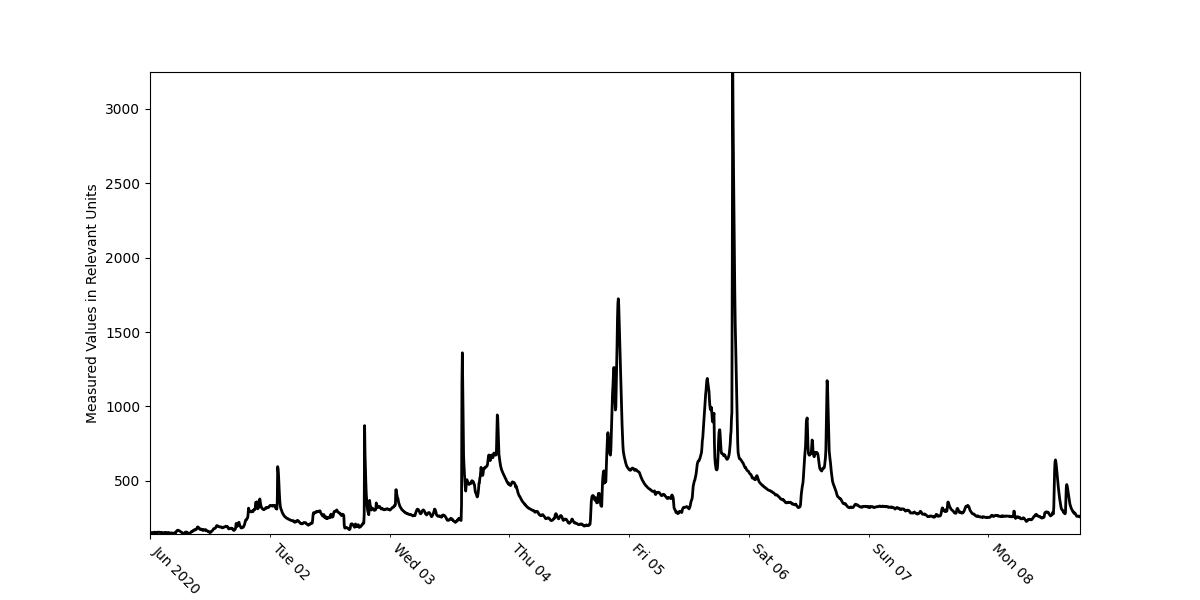 3000
2500
2000
1500
1000
500
Measured Values in Relevant Units
Jun 2020
Tue 02
Wed 03
Thu 04
Fri 05
Sat 06
Sun 07
Mon 08